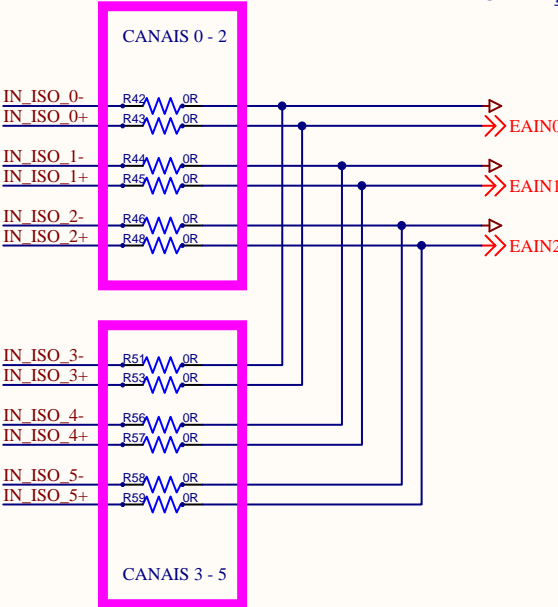 CANAIS 0 - 2
IN_ISO_0- R42 0R
IN_ISO_0+ R43 0R EAIN0
IN_ISO_1- R44 0R
IN_ISO_1+ R45 0R EAIN1
IN_ISO_2- R46 0R
IN_ISO_2+ R48 0R EAIN2
IN_ISO_3- R51 0R
IN_ISO_3+ R53 0R
IN_ISO_4- R56 0R
IN_ISO_4+ R57 0R
IN_ISO_5- R58 0R
IN_ISO_5+ R59 0R
CANAIS 3 - 5